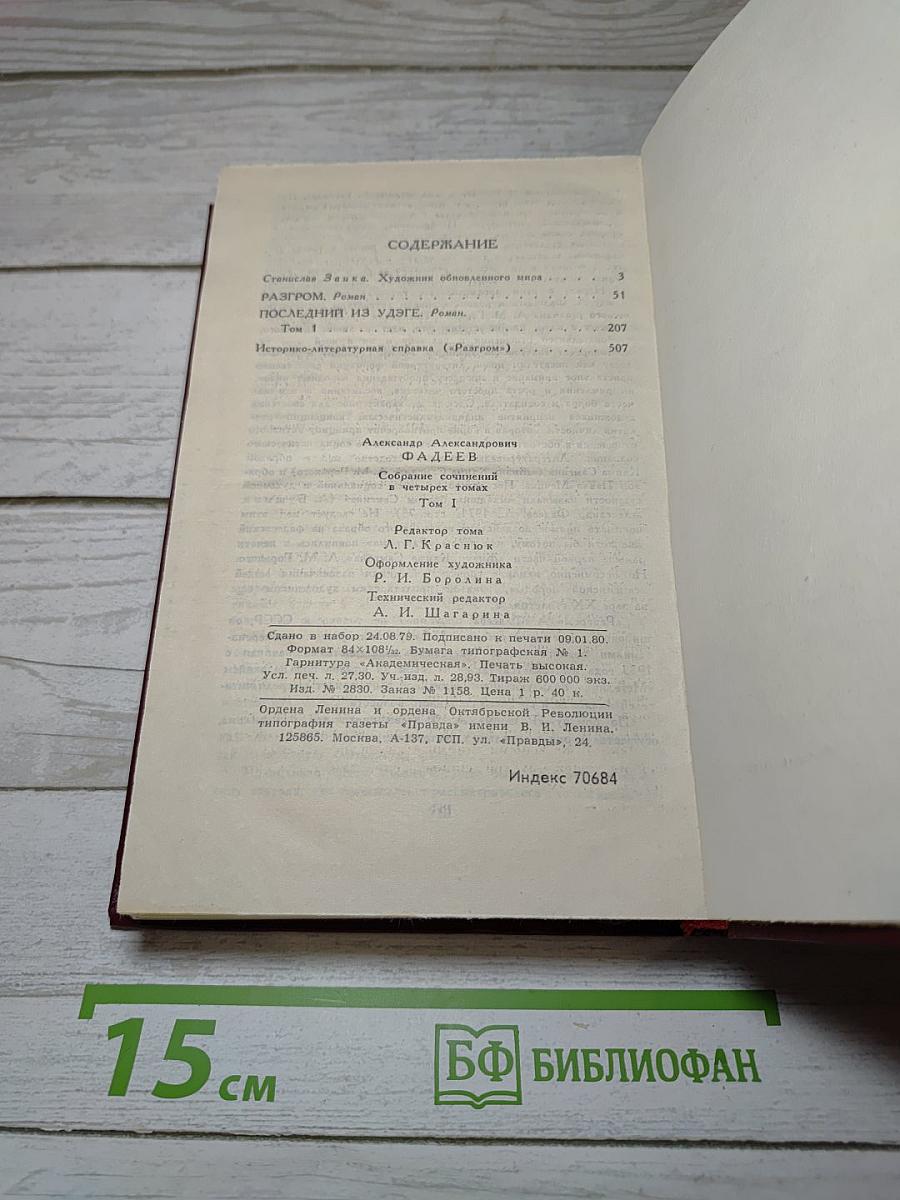 СОДЕРЖАНИЕ
Станислав Заика. Художник обновленного мира . . . . . 3
РАЗГРОМ. Роман . . . . . . . . . . . . . . . . 51
ПОСЛЕДНИЙ ИЗ УДЭГЕ. Роман.
Том 1 . . . . . . . . . . . . . . . . . . . 207
Историко-литературная справка («Разгром») . . . . . . . 507
Александр Александрович
ФАДЕЕВ
Собрание сочинений
в четырех томах
Том I
Редактор тома
Л. Г. Краснюк
Оформление художника
Р. И. Боролина
Технический редактор
А. И. Шагарина
Сдано в набор 24.08.79. Подписано к печати 09.01.80.
Формат 84×108¹/₃₂. Бумага типографская № 1.
Гарнитура «Академическая». Печать высокая.
Усл. печ. л. 27,30. Уч.-изд. л. 28,93. Тираж 600 000 экз.
Изд. № 2830. Заказ № 1158. Цена 1 р. 40 к.
Ордена Ленина и ордена Октябрьской Революции
типография газеты «Правда» имени В. И. Ленина.
125865. Москва, А-137, ГСП. ул. «Правды», 24.
Индекс 70684
15 см
БФ БИБЛИОФАН